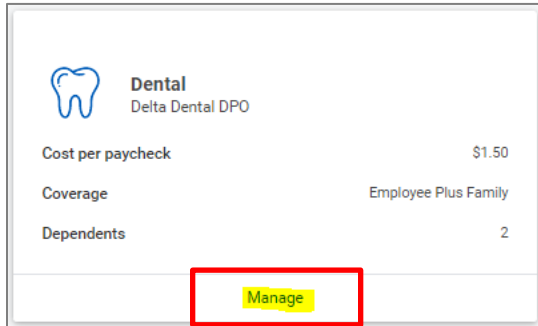 Dental
Delta Dental DPO
Cost per paycheck $1.50
Coverage Employee Plus Family
Dependents 2
Manage